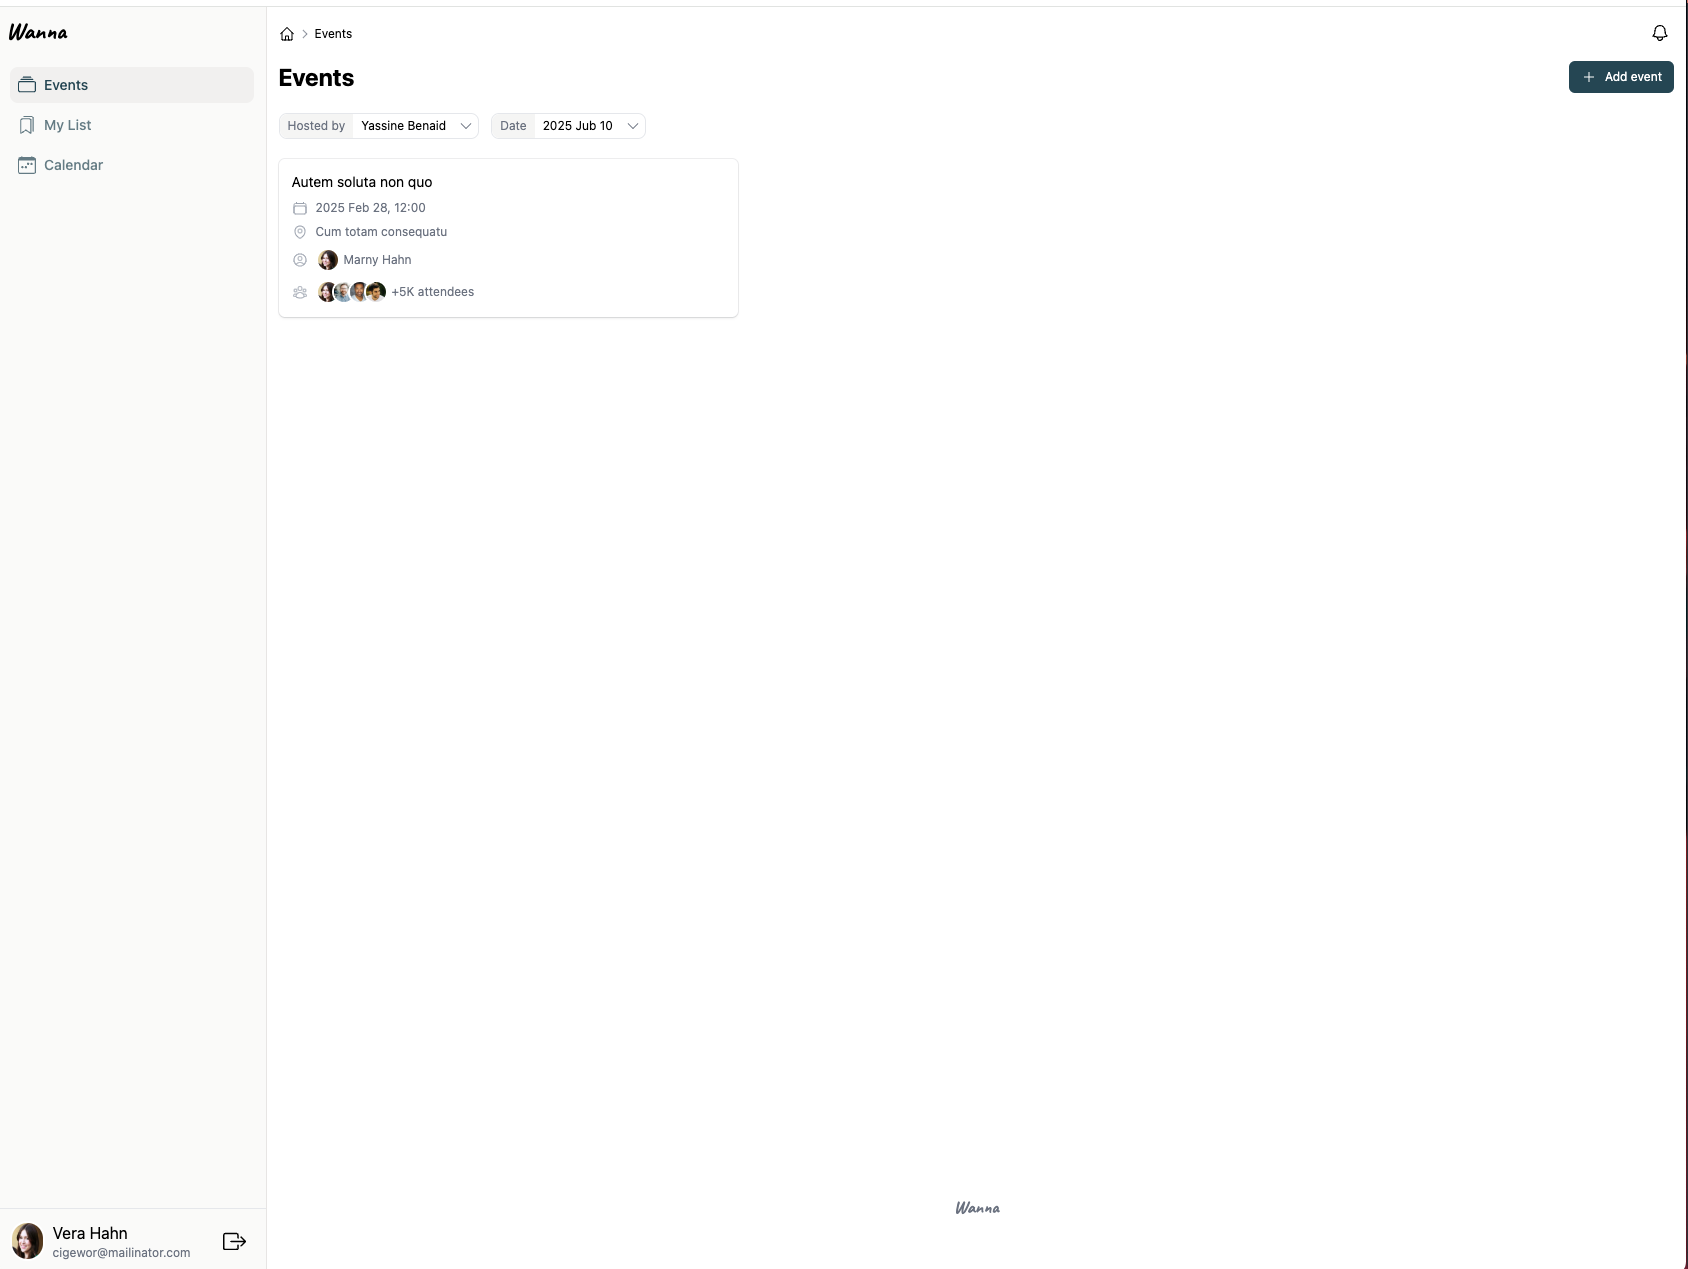 Wanna
Events
My List
Calendar
Events
Events
Add event
Hosted by Yassine Benaid
Date 2025 Jub 10
Autem soluta non quo
2025 Feb 28, 12:00
Cum totam consequatu
Marny Hahn
+5K attendees
Wanna
Vera Hahn
cigewor@mailinator.com